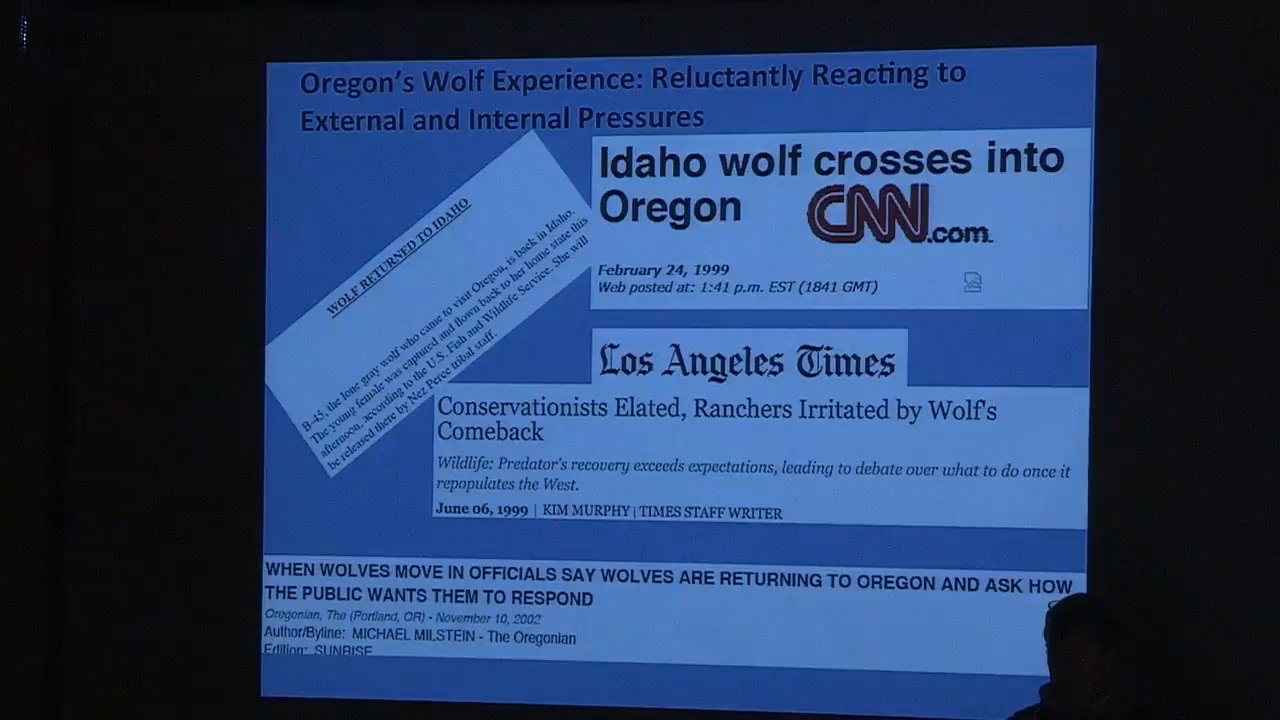 Oregon's Wolf Experience: Reluctantly Reacting to
External and Internal Pressures
WOLF RETURNED TO IDAHO
B-45, the lone gray wolf who came to visit Oregon, is back in Idaho.
The young female was captured and flown back to her home state this
afternoon, according to the U.S. Fish and Wildlife Service. She will
be released there by Nez Perce tribal staff.
Idaho wolf crosses into
Oregon
CNN.com.
February 24, 1999
Web posted at: 1:41 p.m. EST (1841 GMT)
Los Angeles Times
Conservationists Elated, Ranchers Irritated by Wolf's
Comeback
Wildlife: Predator's recovery exceeds expectations, leading to debate over what to do once it
repopulates the West.
June 06, 1999 | KIM MURPHY | TIMES STAFF WRITER
WHEN WOLVES MOVE IN OFFICIALS SAY WOLVES ARE RETURNING TO OREGON AND ASK HOW
THE PUBLIC WANTS THEM TO RESPOND
Oregonian, The (Portland, OR) - November 10, 2002
Author/Byline: MICHAEL MILSTEIN - The Oregonian
Edition: SUNRISE